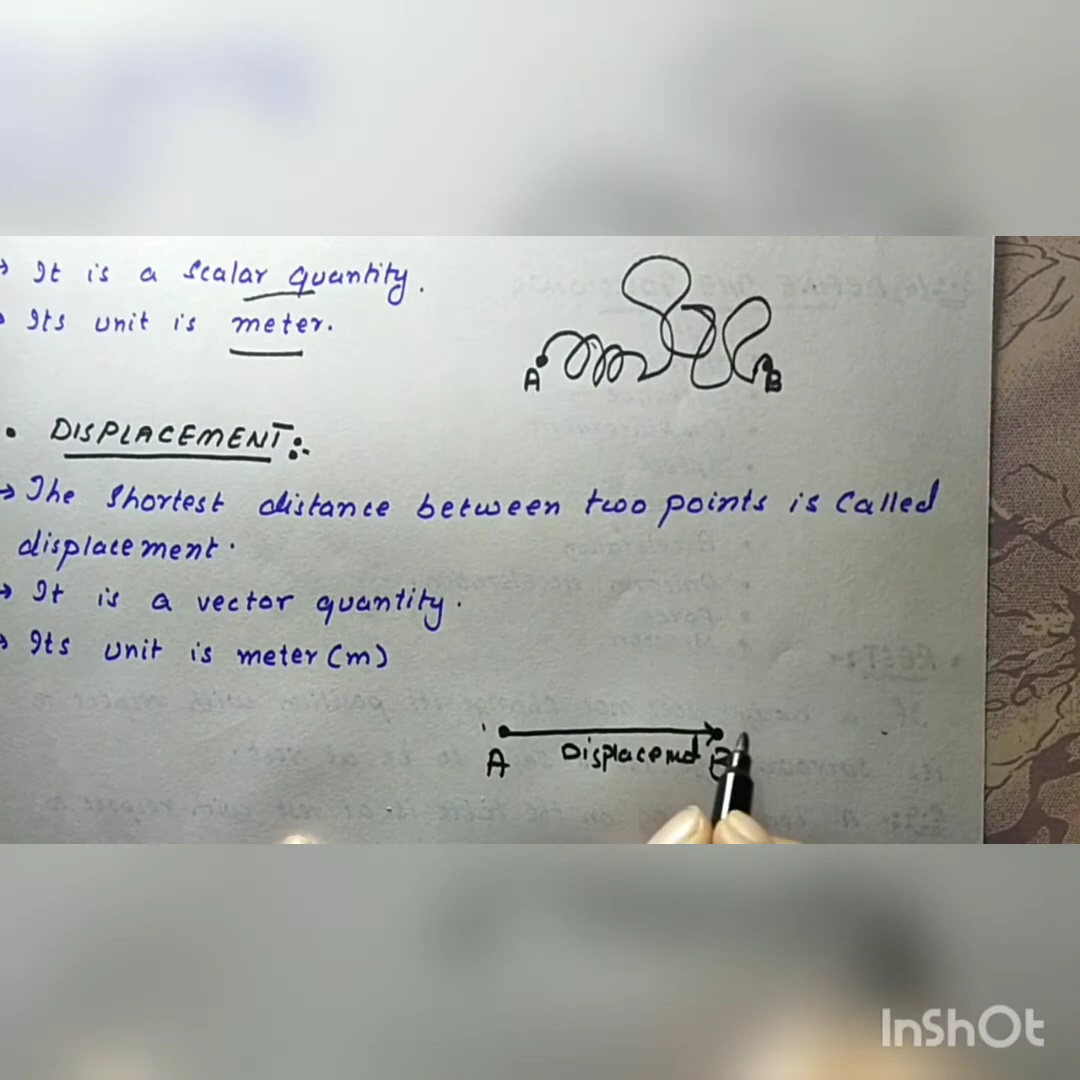 → It is a scalar quantity.
Its unit is meter.
A B
• DISPLACEMENT:.
→ The shortest distance between two points is called
displacement.
→ It is a vector quantity.
→ Its unit is meter (m)
A Displacemd B
InShOt